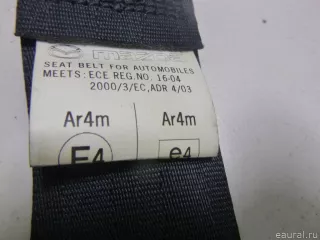 SEAT BELT FOR AUTOMOBILES
MEETS: ECE REG.NO. 16-04
2000/3/EC,ADR 4/03
Ar4m Ar4m
E4 e4
© eaural.ru